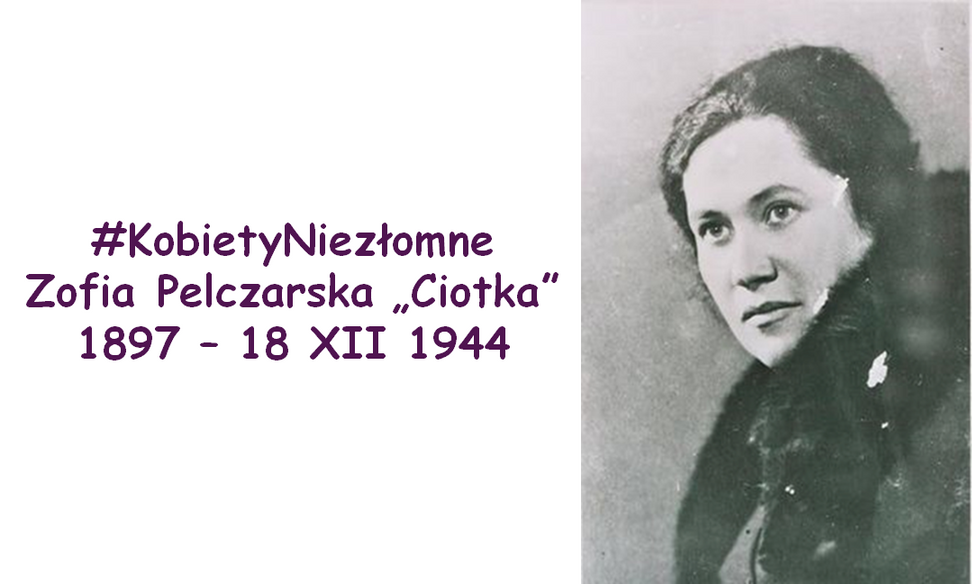 #KobietyNiezłomne
Zofia Pelczarska „Ciotka”
1897 – 18 XII 1944